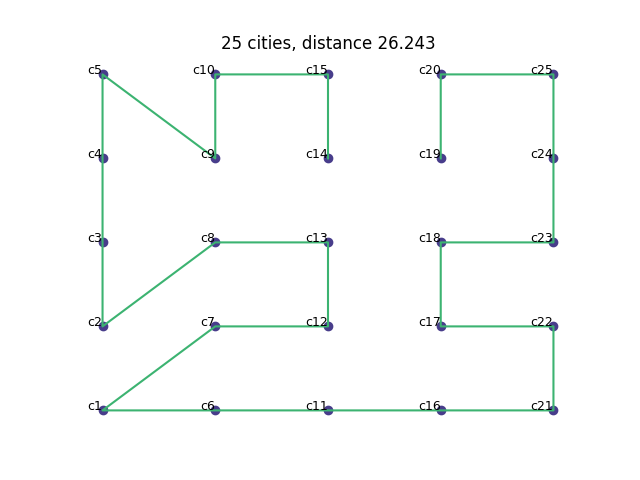 25 cities, distance 26.243
c5 c10 c15 c20 c25
c4 c9 c14 c19 c24
c3 c8 c13 c18 c23
c2 c7 c12 c17 c22
c1 c6 c11 c16 c21